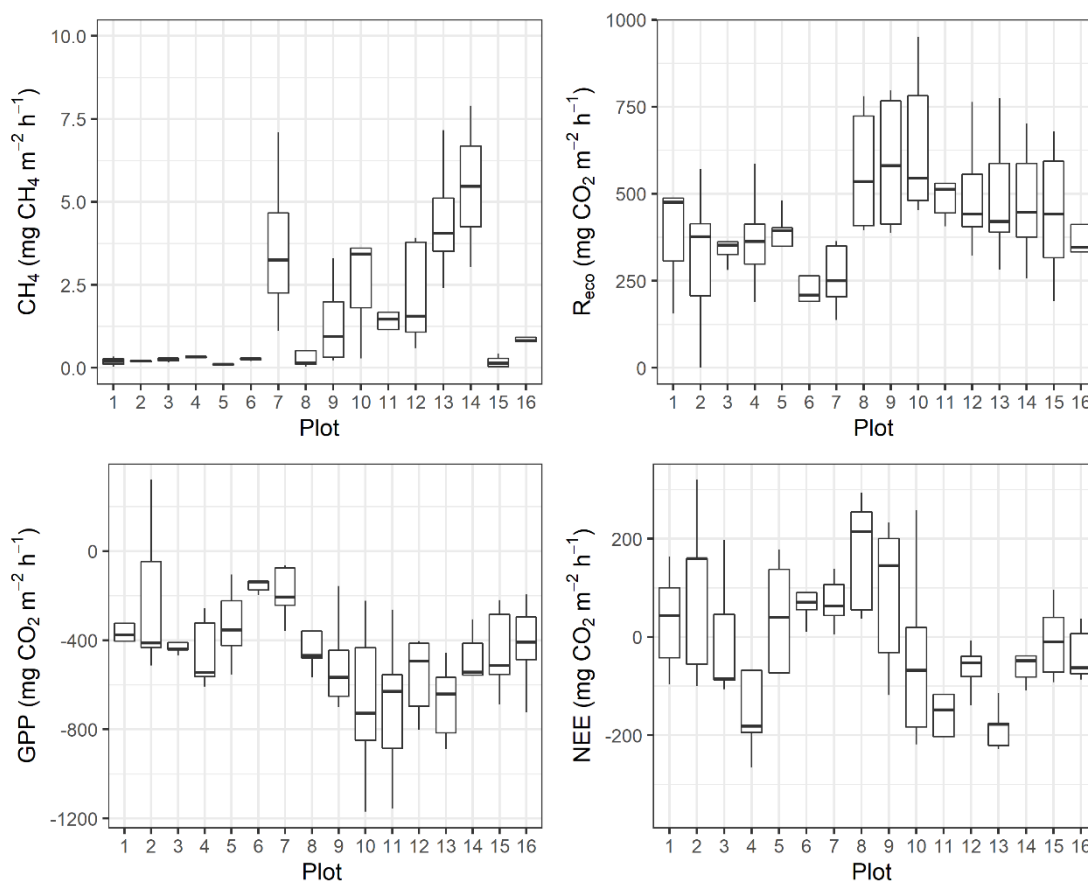 CH₄ (mg CH₄ m⁻² h⁻¹)
10.0
7.5
5.0
2.5
0.0
1 2 3 4 5 6 7 8 9 10 11 12 13 14 15 16
Plot
R_eco (mg CO₂ m⁻² h⁻¹)
1000
750
500
250
0
1 2 3 4 5 6 7 8 9 10 11 12 13 14 15 16
Plot
GPP (mg CO₂ m⁻² h⁻¹)
0
-400
-800
-1200
1 2 3 4 5 6 7 8 9 10 11 12 13 14 15 16
Plot
NEE (mg CO₂ m⁻² h⁻¹)
200
0
-200
1 2 3 4 5 6 7 8 9 10 11 12 13 14 15 16
Plot